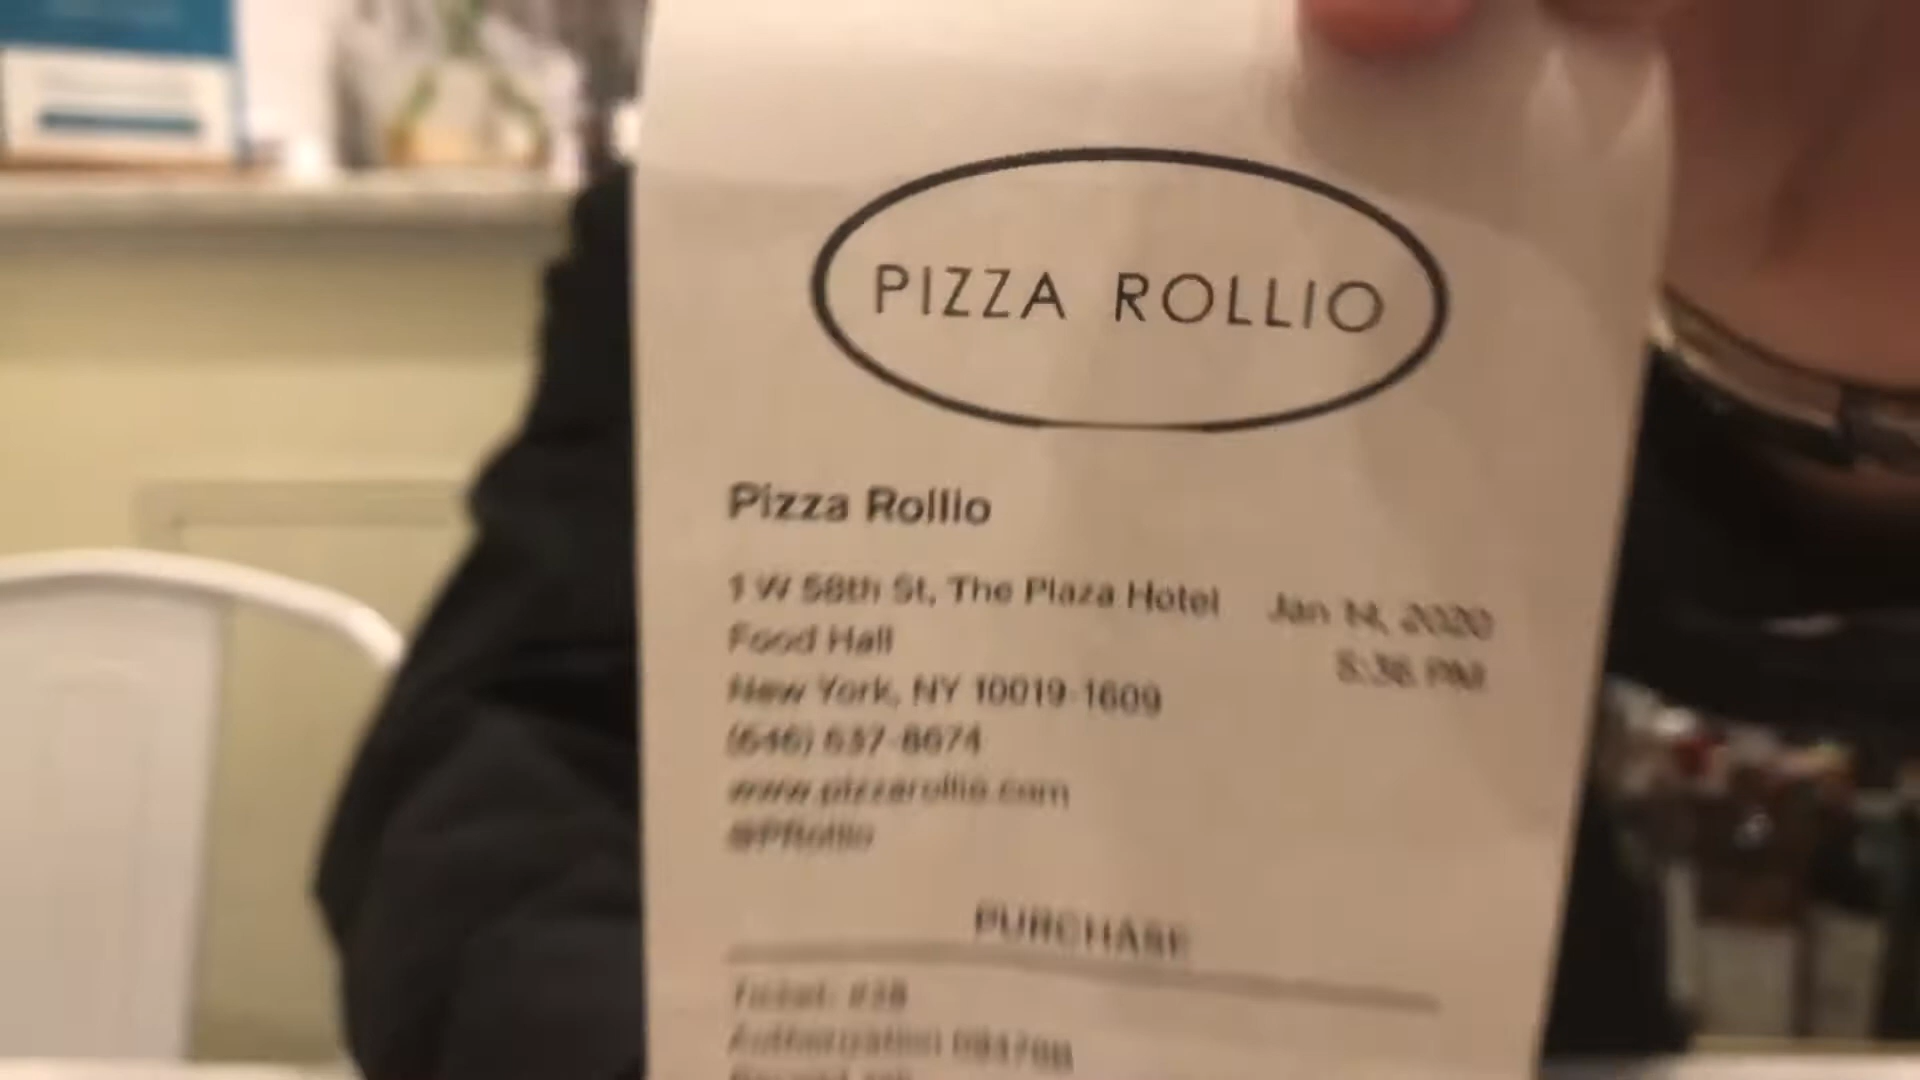 PIZZA ROLLIO
Pizza Rollio
1 W 58th St, The Plaza Hotel
Food Hall
Jan 14, 2020
5:36 PM
New York, NY 10019-1609
(646) 637-8674
www.pizzarollio.com
@PRollio
PURCHASE
Ticket: #38
Authorization